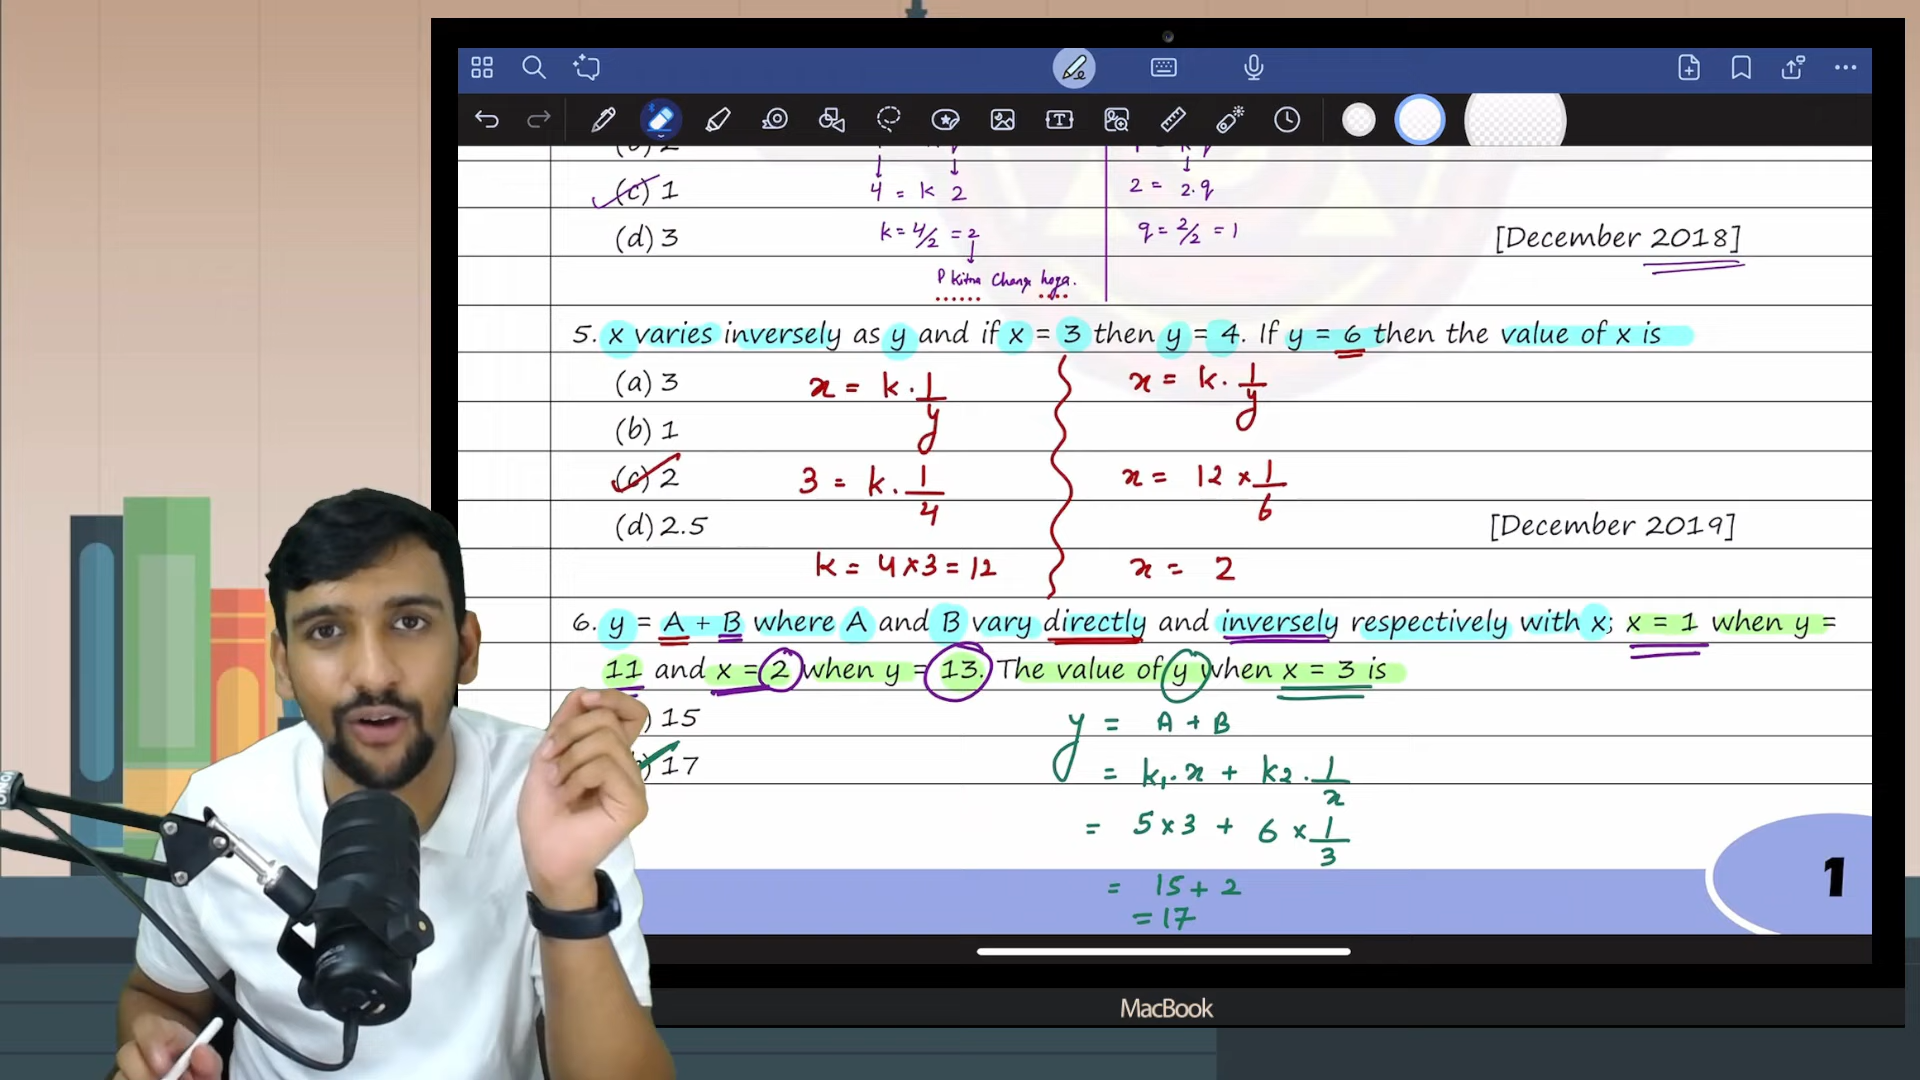 (c) 1
4 = k 2
2 = 2.q
(d) 3
k = 4/2 = 2
q = 2/2 = 1
[December 2018]
P kitna Change hoga.
5. x varies inversely as y and if x = 3 then y = 4. If y = 6 then the value of x is
(a) 3
x = k . 1/y
x = k . 1/y
(b) 1
(c) 2
3 = k . 1/4
x = 12 × 1/6
(d) 2.5
[December 2019]
k = 4×3 = 12
x = 2
6. y = A + B where A and B vary directly and inversely respectively with x; x = 1 when y =
11 and x = 2 when y = 13. The value of y when x = 3 is
) 15
y = A + B
) 17
= k₁.x + k2 . 1/x
= 5×3 + 6 × 1/3
1
= 15 + 2
= 17
MacBook